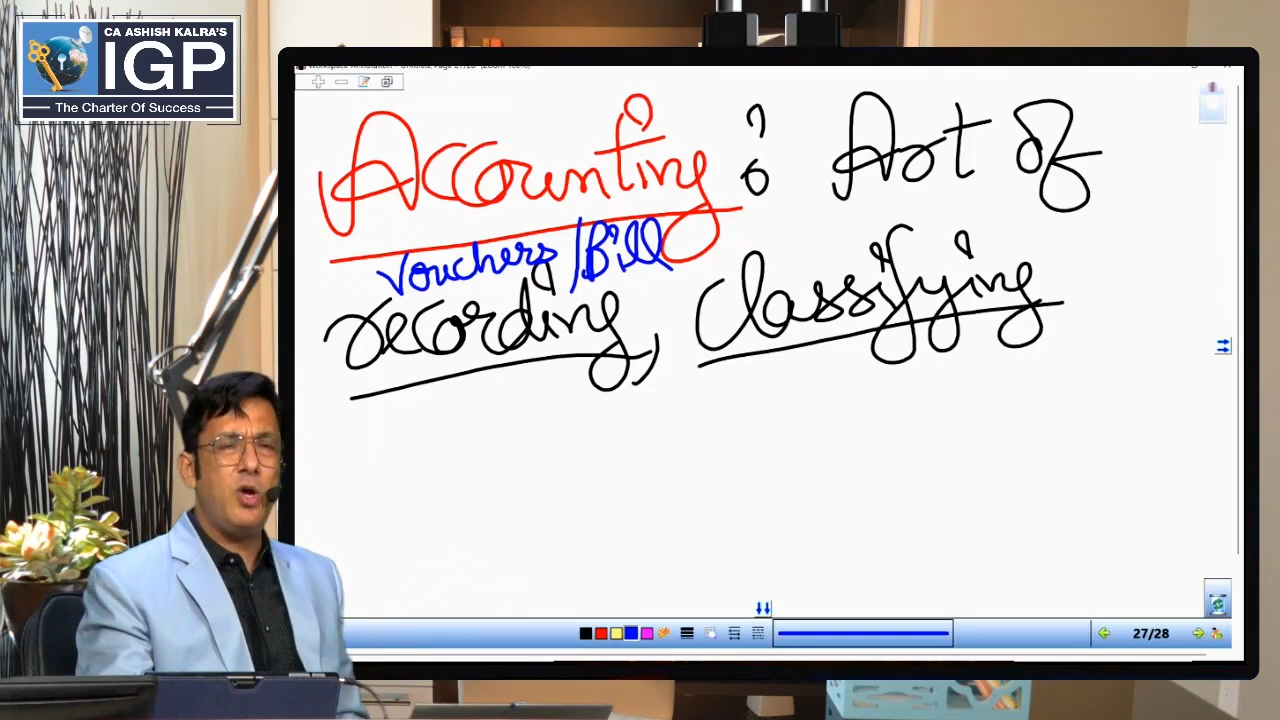 CA ASHISH KALRA'S
IGP
The Charter Of Success
Accounting : Art of
Vouchers/Bill
recording, Classifying
27/28